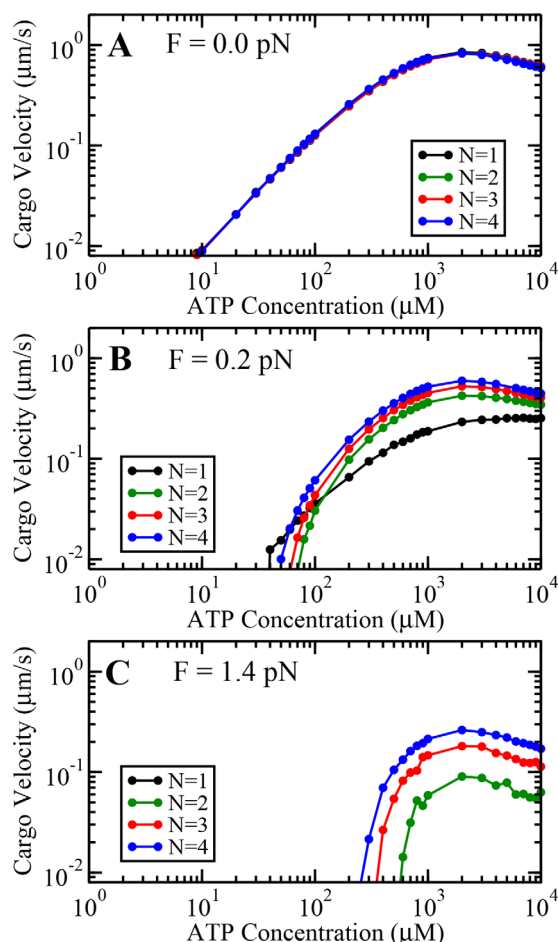 A F = 0.0 pN
Cargo Velocity (μm/s)
10^0
10^-1
10^-2
N=1
N=2
N=3
N=4
10^0 10^1 10^2 10^3 10^4
ATP Concentration (μM)
B F = 0.2 pN
Cargo Velocity (μm/s)
10^0
10^-1
10^-2
N=1
N=2
N=3
N=4
10^0 10^1 10^2 10^3 10^4
ATP Concentration (μM)
C F = 1.4 pN
Cargo Velocity (μm/s)
10^0
10^-1
10^-2
N=1
N=2
N=3
N=4
10^0 10^1 10^2 10^3 10^4
ATP Concentration (μM)